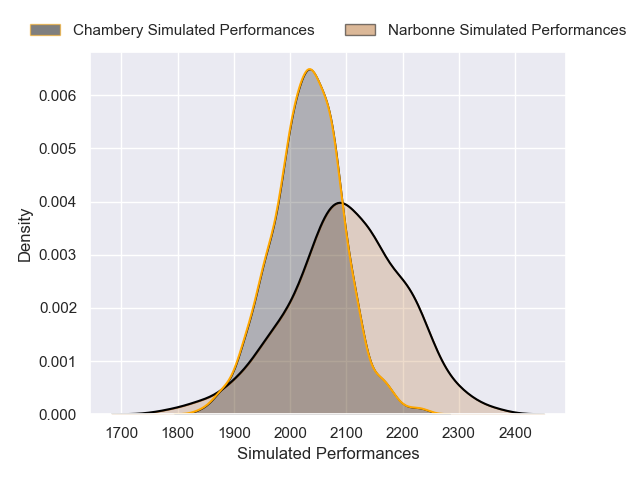 Chambery Simulated Performances
Narbonne Simulated Performances
0.006
0.005
0.004
0.003
0.002
0.001
0.000
Density
1700 1800 1900 2000 2100 2200 2300 2400
Simulated Performances